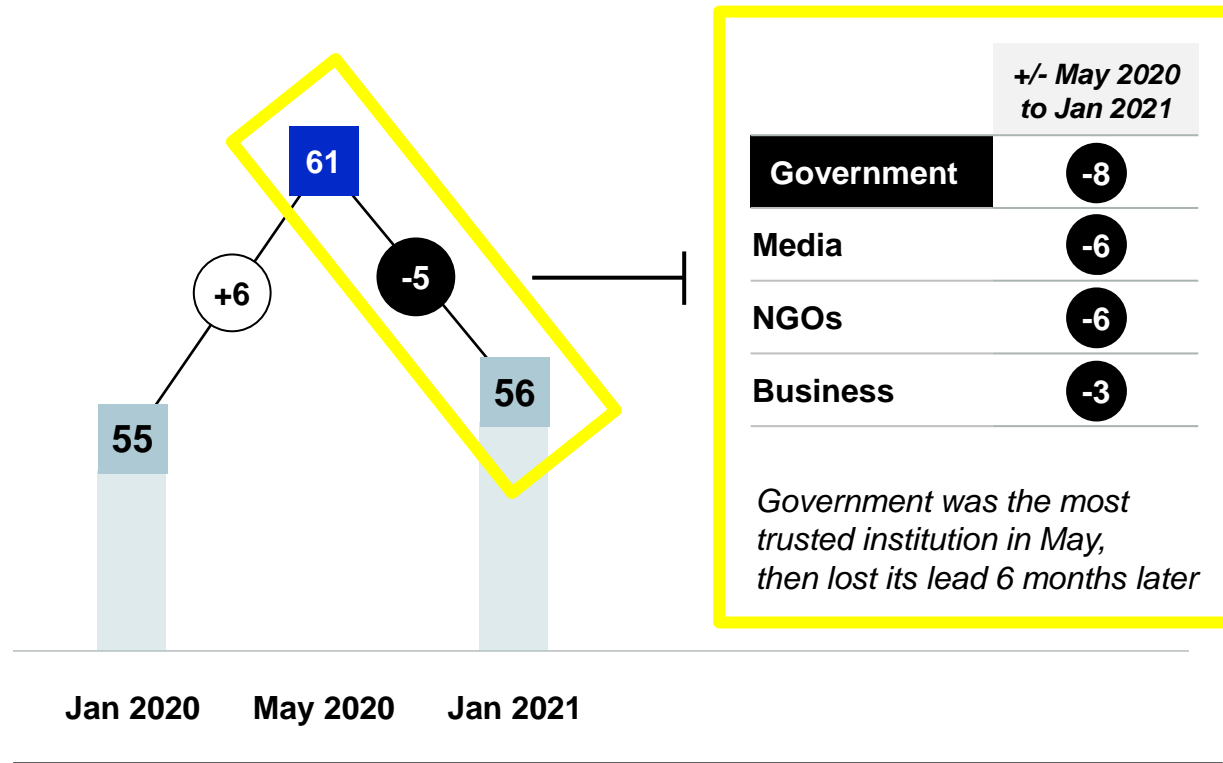 61
+6
-5
55
56
Jan 2020 May 2020 Jan 2021
+/- May 2020
to Jan 2021
Government -8
Media -6
NGOs -6
Business -3
Government was the most
trusted institution in May,
then lost its lead 6 months later